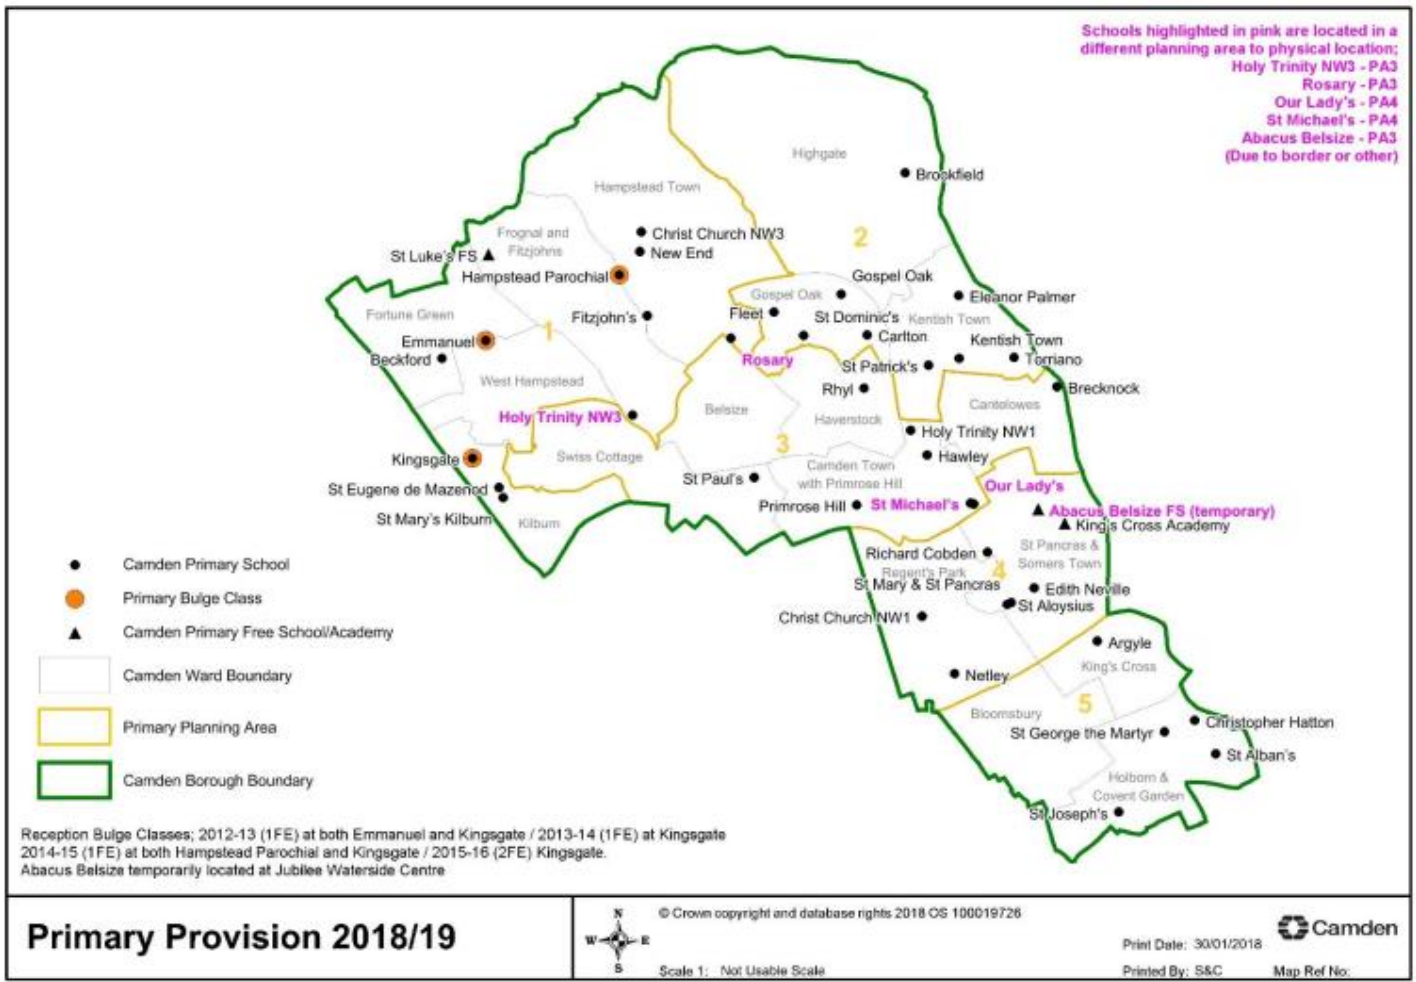 Schools highlighted in pink are located in a
different planning area to physical location;
Holy Trinity NW3 - PA3
Rosary - PA3
Our Lady's - PA4
St Michael's - PA4
Abacus Belsize - PA3
(Due to border or other)
Highgate
Brookfield
Hampstead Town
Frognal and
Fitzjohns
Christ Church NW3
New End
2
St Luke's FS
Hampstead Parochial
Gospel Oak
Gospel Oak
Eleanor Palmer
Fortune Green
Fitzjohn's
Fleet
St Dominic's
Kentish Town
1
Emmanuel
Carlton
Kentish Town
Beckford
Rosary
St Patrick's
Torriano
West Hampstead
Rhyl
Brecknock
Holy Trinity NW3
Belsize
Haverstock
Cantelowes
3
Holy Trinity NW1
Kingsgate
Swiss Cottage
Hawley
Camden Town
with Primrose Hill
St Paul's
Our Lady's
St Eugene de Mazenod
Primrose Hill
St Michael's
Abacus Belsize FS (temporary)
St Mary's Kilburn
Kilburn
King's Cross Academy
Richard Cobden
St Pancras &
Somers Town
Regent's Park
4
St Mary & St Pancras
Edith Neville
St Aloysius
Christ Church NW1
Argyle
King's Cross
Netley
Bloomsbury
5
Christopher Hatton
St George the Martyr
St Alban's
Holborn &
Covent Garden
St Joseph's
Camden Primary School
Primary Bulge Class
Camden Primary Free School/Academy
Camden Ward Boundary
Primary Planning Area
Camden Borough Boundary
Reception Bulge Classes; 2012-13 (1FE) at both Emmanuel and Kingsgate / 2013-14 (1FE) at Kingsgate
2014-15 (1FE) at both Hampstead Parochial and Kingsgate / 2015-16 (2FE) Kingsgate.
Abacus Belsize temporarily located at Jubilee Waterside Centre
Primary Provision 2018/19
N
W E
S
© Crown copyright and database rights 2018 OS 100019726
Scale 1: Not Usable Scale
Camden
Print Date: 30/01/2018
Printed By: S&C Map Ref No: